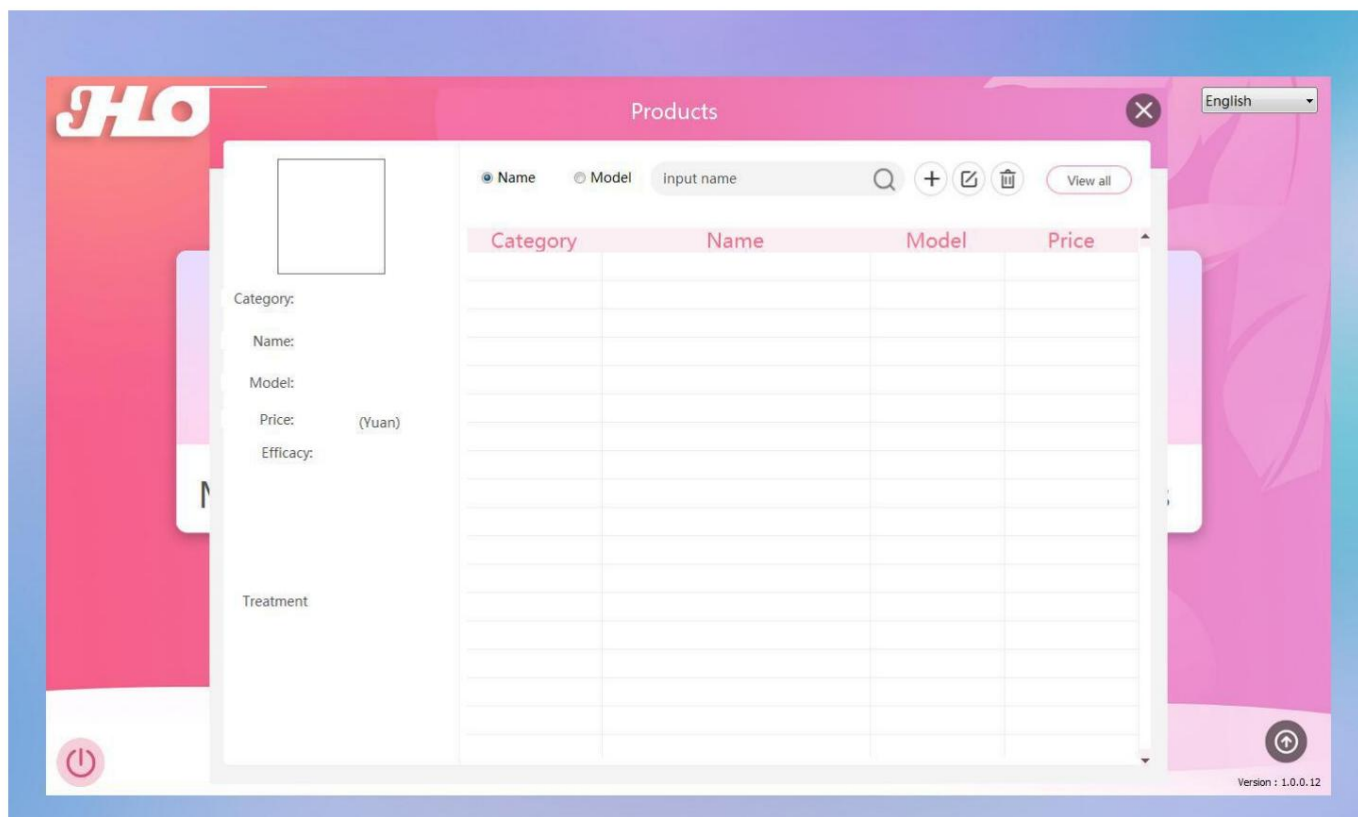 Products
English
Name
Model
input name
View all
Category Name Model Price
Category:
Name:
Model:
Price: (Yuan)
Efficacy:
Treatment
Version : 1.0.0.12